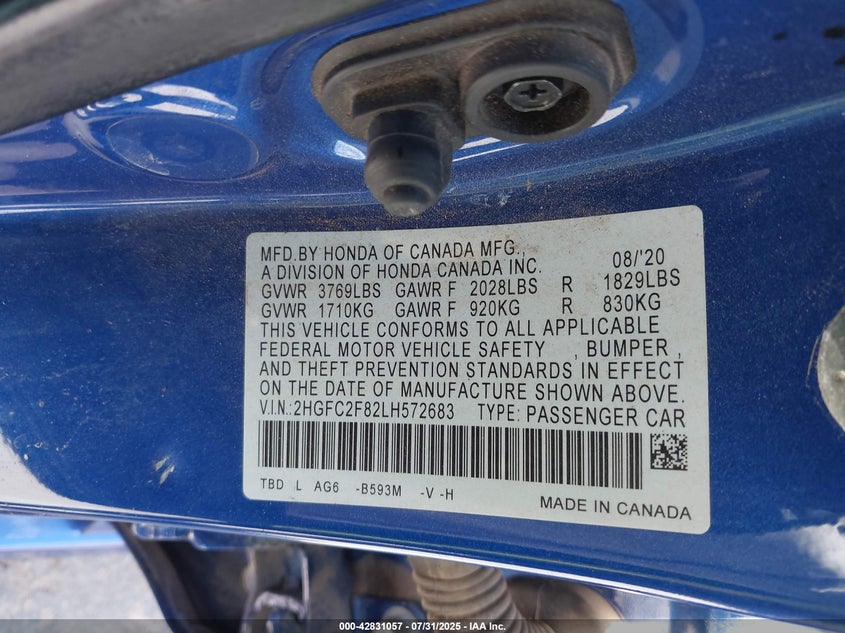 MFD.BY HONDA OF CANADA MFG., 08/'20
A DIVISION OF HONDA CANADA INC.
GVWR 3769LBS GAWR F 2028LBS R 1829LBS
GVWR 1710KG GAWR F 920KG R 830KG
THIS VEHICLE CONFORMS TO ALL APPLICABLE
FEDERAL MOTOR VEHICLE SAFETY , BUMPER ,
AND THEFT PREVENTION STANDARDS IN EFFECT
ON THE DATE OF MANUFACTURE SHOWN ABOVE.
V.I.N.:2HGFC2F82LH572683 TYPE: PASSENGER CAR
TBD L AG6 -B593M -V -H
MADE IN CANADA
000-42831057 - 07/31/2025 - IAA Inc.